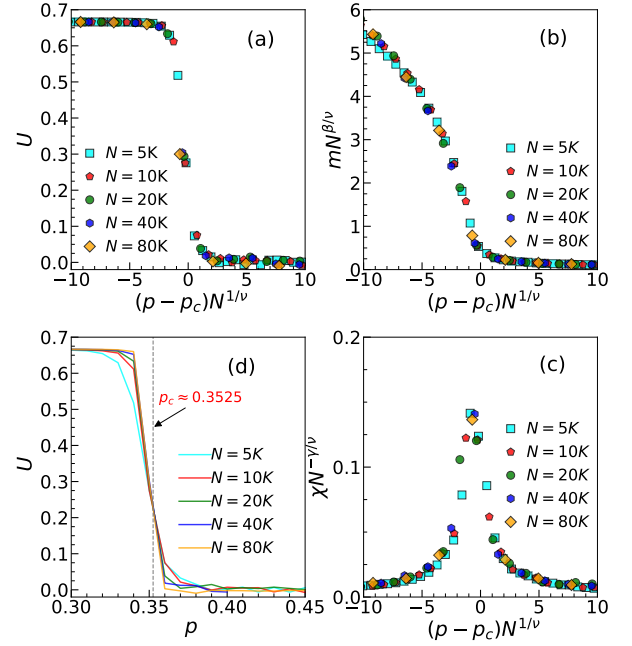 0.7
0.6
0.5
0.4
0.3
0.2
0.1
0.0
U
(a)
N = 5K
N = 10K
N = 20K
N = 40K
N = 80K
−10 −5 0 5 10
(p − p_c)N^{1/ν}
6
5
4
3
2
1
0
mN^{β/ν}
(b)
N = 5K
N = 10K
N = 20K
N = 40K
N = 80K
−10 −5 0 5 10
(p − p_c)N^{1/ν}
0.7
0.6
0.5
0.4
0.3
0.2
0.1
0.0
U
(d)
p_c ≈ 0.3525
N = 5K
N = 10K
N = 20K
N = 40K
N = 80K
0.30 0.35 0.40 0.45
p
0.2
0.1
0.0
χN^{−γ/ν}
(c)
N = 5K
N = 10K
N = 20K
N = 40K
N = 80K
−10 −5 0 5 10
(p − p_c)N^{1/ν}